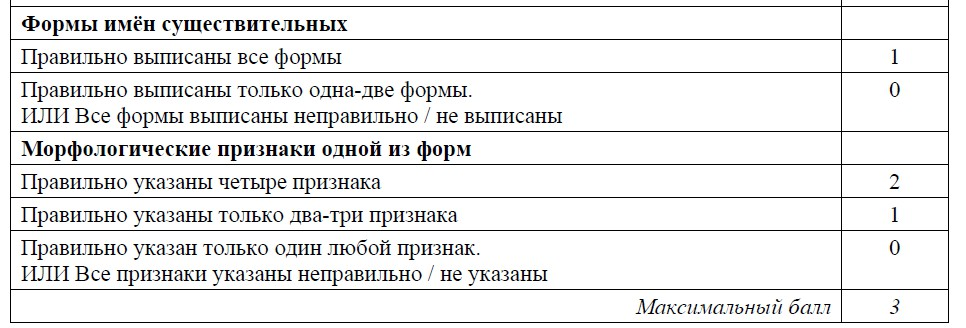 Формы имён существительных
Правильно выписаны все формы 1
Правильно выписаны только одна-две формы. 0
ИЛИ Все формы выписаны неправильно / не выписаны
Морфологические признаки одной из форм
Правильно указаны четыре признака 2
Правильно указаны только два-три признака 1
Правильно указан только один любой признак. 0
ИЛИ Все признаки указаны неправильно / не указаны
Максимальный балл 3